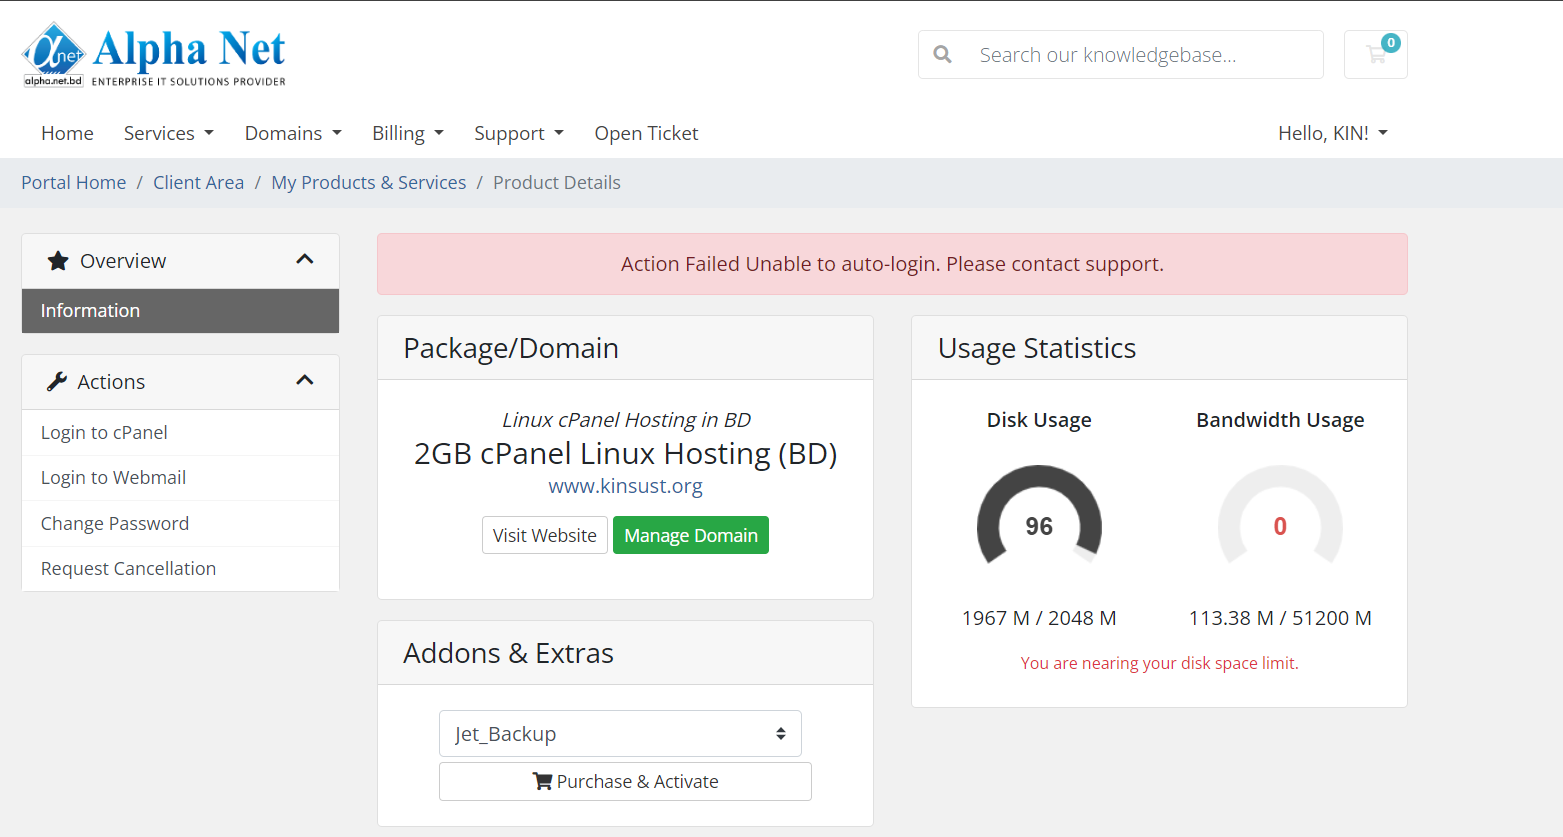 αnet
alpha.net.bd
Alpha Net
ENTERPRISE IT SOLUTIONS PROVIDER
Search our knowledgebase...
0
Home Services Domains Billing Support Open Ticket Hello, KIN!
Portal Home / Client Area / My Products & Services / Product Details
Overview
Information
Actions
Login to cPanel
Login to Webmail
Change Password
Request Cancellation
Action Failed Unable to auto-login. Please contact support.
Package/Domain
Linux cPanel Hosting in BD
2GB cPanel Linux Hosting (BD)
www.kinsust.org
Visit Website Manage Domain
Addons & Extras
Jet_Backup
Purchase & Activate
Usage Statistics
Disk Usage Bandwidth Usage
96 0
1967 M / 2048 M 113.38 M / 51200 M
You are nearing your disk space limit.